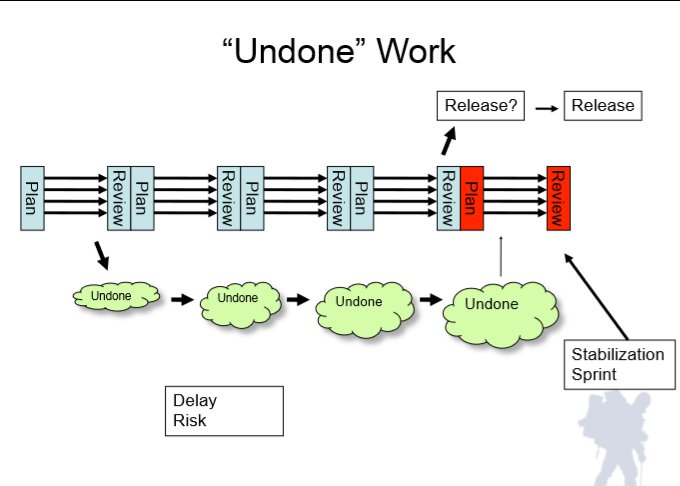 “Undone” Work
Release?
Release
Plan
Review
Plan
Review
Plan
Review
Plan
Review
Plan
Review
Undone
Undone
Undone
Undone
Stabilization
Sprint
Delay
Risk